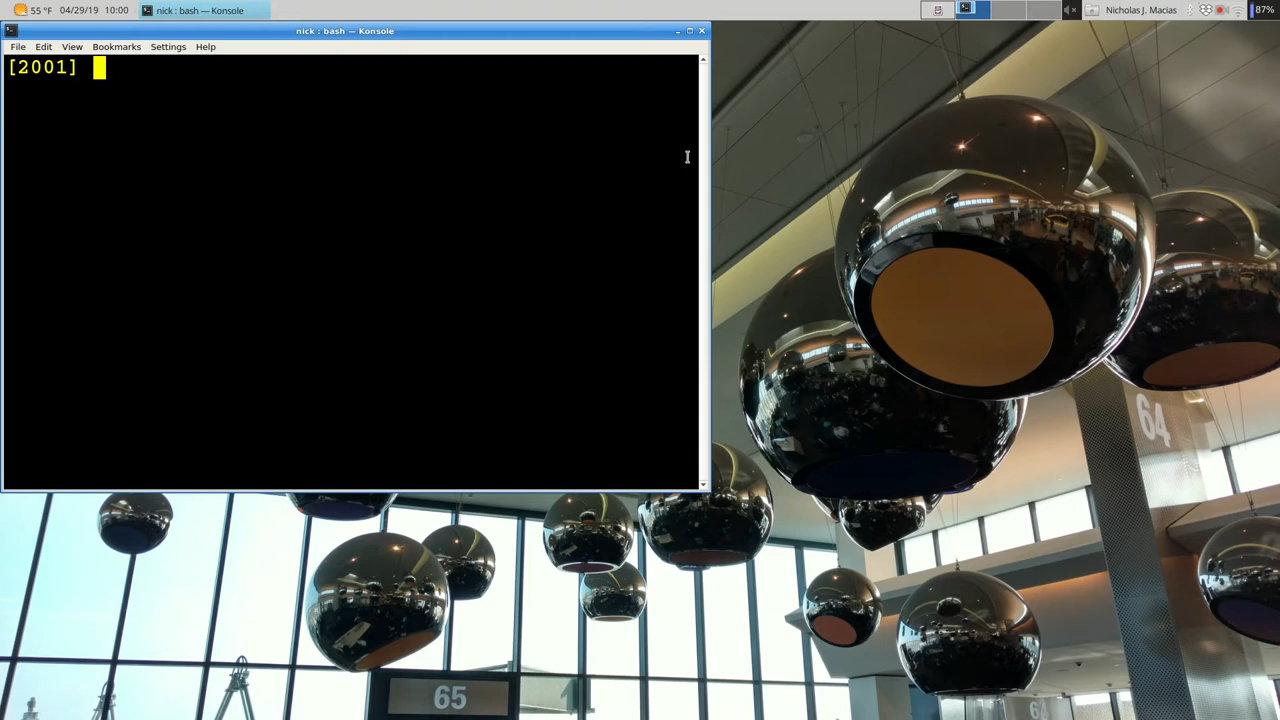 55 °F 04/29/19 10:00 nick : bash — Konsole Nicholas J. Macias 87%
nick : bash — Konsole
File Edit View Bookmarks Settings Help
[2001]
64
65
64